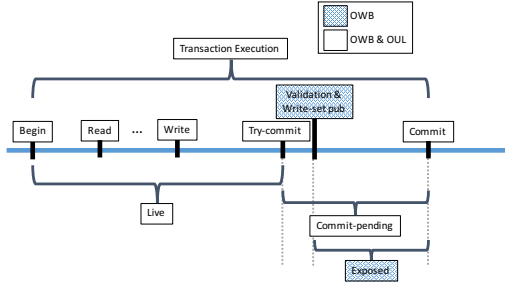 OWB
OWB & OUL
Transaction Execution
Validation &
Write-set pub
Begin
Read
...
Write
Try-commit
Commit
Live
Commit-pending
Exposed